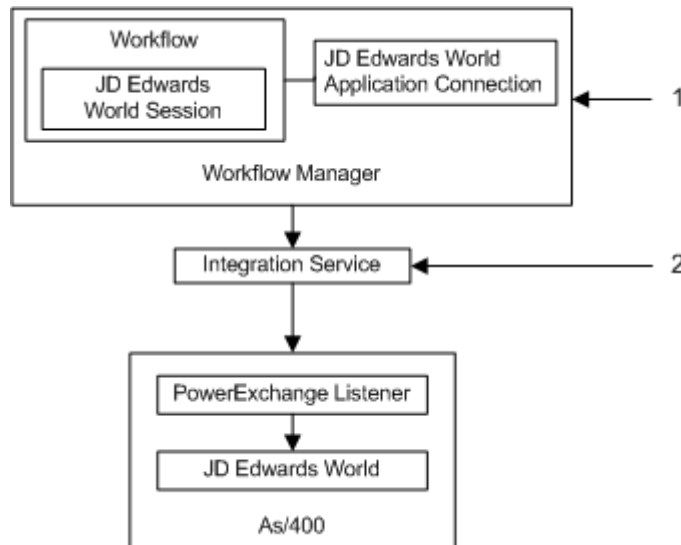 Workflow
JD Edwards
World Session
JD Edwards World
Application Connection
1
Workflow Manager
Integration Service
2
PowerExchange Listener
JD Edwards World
As/400